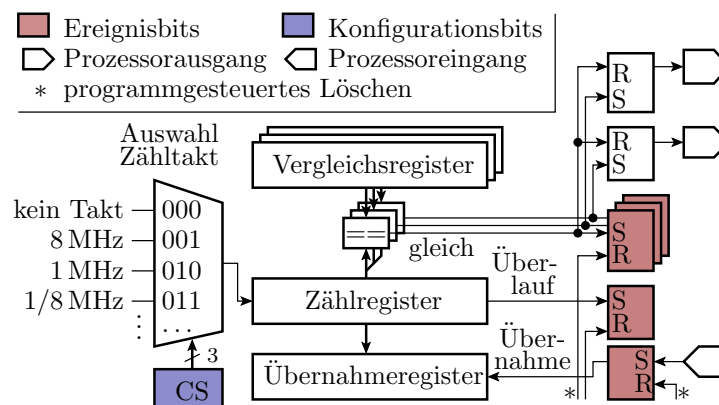 Ereignisbits Konfigurationsbits
Prozessorausgang Prozessoreingang
* programmgesteuertes Löschen
Auswahl
Zähltakt
Vergleichsregister
kein Takt 000
8 MHz 001
1 MHz 010
1/8 MHz 011
⋮ ...
3
CS
==
gleich
Zählregister
Über-
lauf
Übernahmeregister
Über-
nahme
R
S
R
S
S
R
S
R
S
R
* *